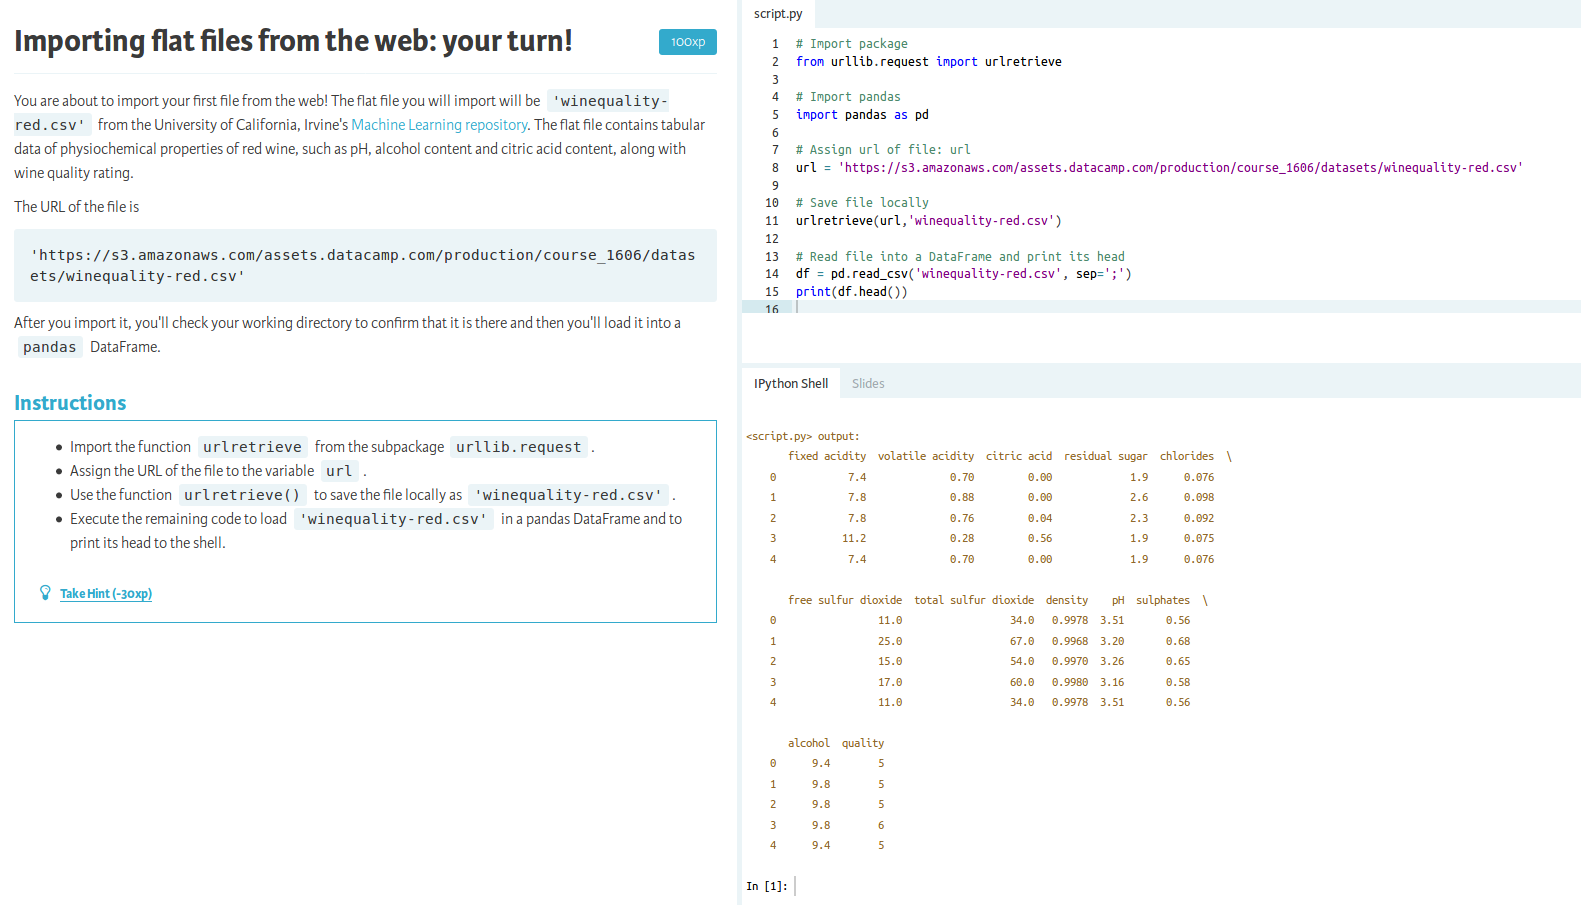 Importing flat files from the web: your turn!
100xp
You are about to import your first file from the web! The flat file you will import will be 'winequality-
red.csv' from the University of California, Irvine's Machine Learning repository. The flat file contains tabular
data of physiochemical properties of red wine, such as pH, alcohol content and citric acid content, along with
wine quality rating.
The URL of the file is
'https://s3.amazonaws.com/assets.datacamp.com/production/course_1606/datas
ets/winequality-red.csv'
After you import it, you'll check your working directory to confirm that it is there and then you'll load it into a
pandas DataFrame.
Instructions
● Import the function urlretrieve from the subpackage urllib.request .
● Assign the URL of the file to the variable url .
● Use the function urlretrieve() to save the file locally as 'winequality-red.csv' .
● Execute the remaining code to load 'winequality-red.csv' in a pandas DataFrame and to
print its head to the shell.
Take Hint (-30xp)
script.py
1 # Import package
2 from urllib.request import urlretrieve
3
4 # Import pandas
5 import pandas as pd
6
7 # Assign url of file: url
8 url = 'https://s3.amazonaws.com/assets.datacamp.com/production/course_1606/datasets/winequality-red.csv'
9
10 # Save file locally
11 urlretrieve(url,'winequality-red.csv')
12
13 # Read file into a DataFrame and print its head
14 df = pd.read_csv('winequality-red.csv', sep=';')
15 print(df.head())
16
IPython Shell Slides
<script.py> output:
fixed acidity volatile acidity citric acid residual sugar chlorides \
0 7.4 0.70 0.00 1.9 0.076
1 7.8 0.88 0.00 2.6 0.098
2 7.8 0.76 0.04 2.3 0.092
3 11.2 0.28 0.56 1.9 0.075
4 7.4 0.70 0.00 1.9 0.076
free sulfur dioxide total sulfur dioxide density pH sulphates \
0 11.0 34.0 0.9978 3.51 0.56
1 25.0 67.0 0.9968 3.20 0.68
2 15.0 54.0 0.9970 3.26 0.65
3 17.0 60.0 0.9980 3.16 0.58
4 11.0 34.0 0.9978 3.51 0.56
alcohol quality
0 9.4 5
1 9.8 5
2 9.8 5
3 9.8 6
4 9.4 5
In [1]: